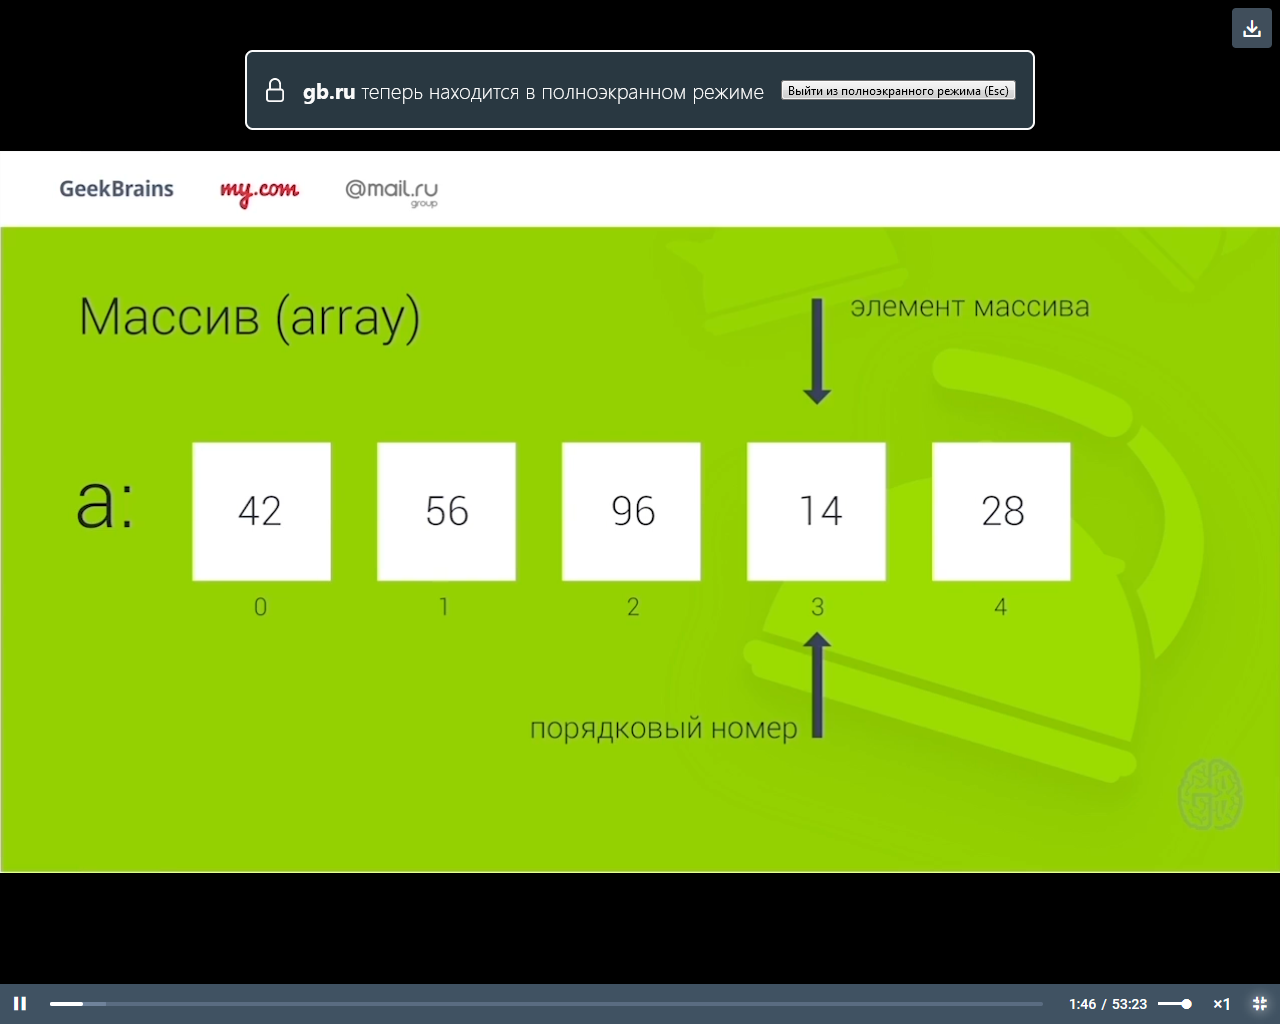 gb.ru теперь находится в полноэкранном режиме
Выйти из полноэкранного режима (Esc)
GeekBrains my.com @mail.ru group
Массив (array)
элемент массива
a: 42 56 96 14 28
0 1 2 3 4
порядковый номер
1:46 / 53:23 ×1